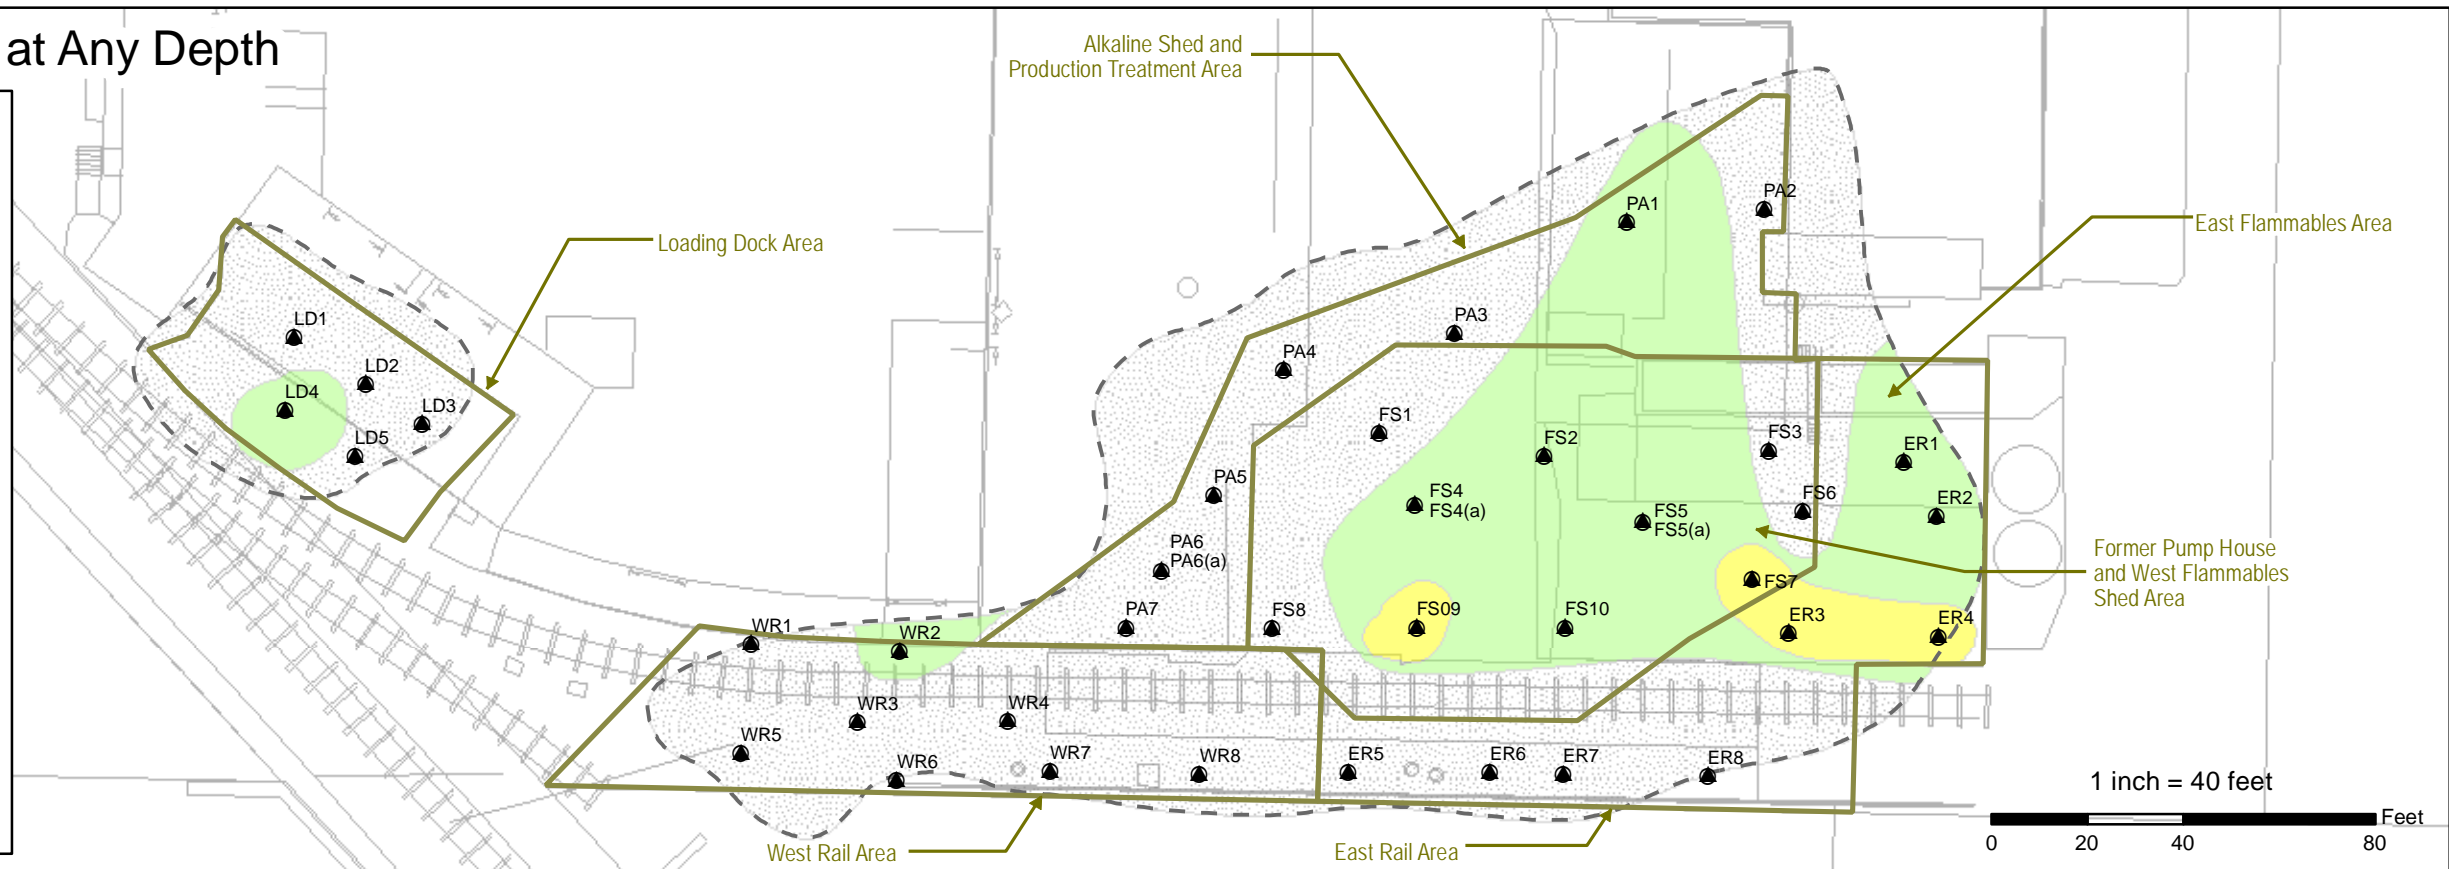 at Any Depth
Alkaline Shed and
Production Treatment Area
Loading Dock Area
East Flammables Area
Former Pump House
and West Flammables
Shed Area
West Rail Area
East Rail Area
LD1
LD2
LD3
LD4
LD5
PA1
PA2
PA3
PA4
PA5
PA6
PA6(a)
PA7
FS1
FS2
FS3
FS4
FS4(a)
FS5
FS5(a)
FS6
FS7
FS8
FS09
FS10
ER1
ER2
ER3
ER4
WR1
WR2
WR3
WR4
WR5
WR6
WR7
WR8
ER5
ER6
ER7
ER8
1 inch = 40 feet
Feet
0 20 40 80